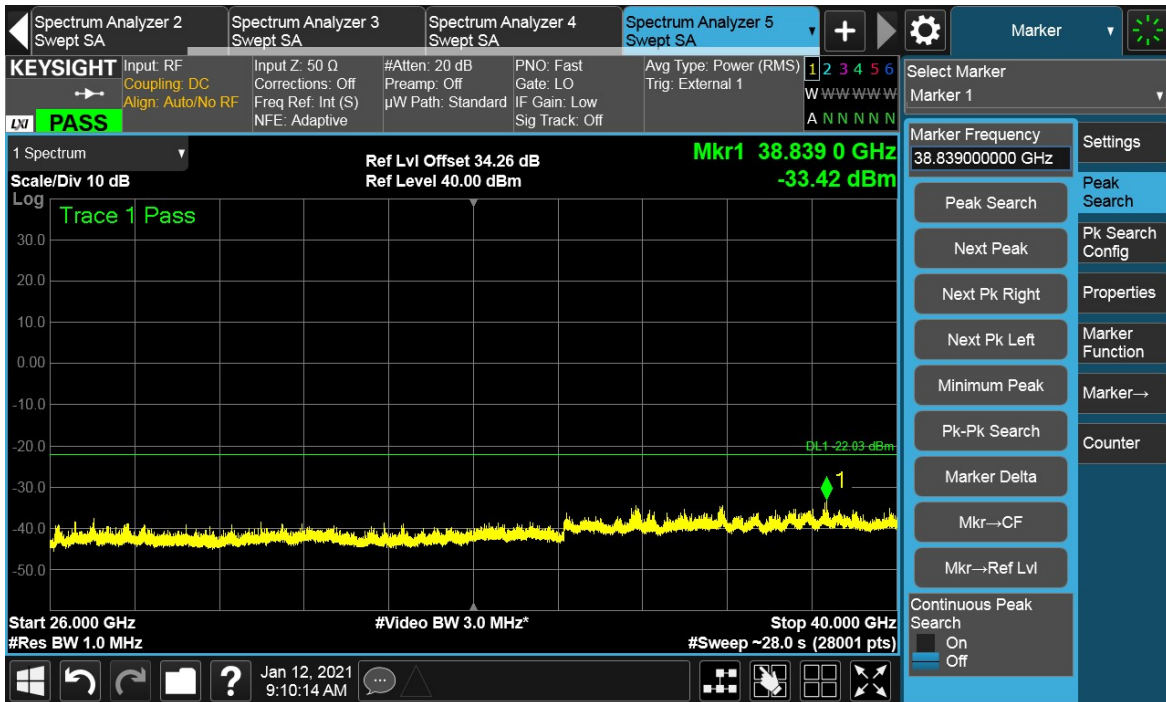 Spectrum Analyzer 2
Swept SA
Spectrum Analyzer 3
Swept SA
Spectrum Analyzer 4
Swept SA
Spectrum Analyzer 5
Swept SA
+
Marker
KEYSIGHT
LXI
PASS
Input: RF
Coupling: DC
Align: Auto/No RF
Input Z: 50 Ω
Corrections: Off
Freq Ref: Int (S)
NFE: Adaptive
#Atten: 20 dB
Preamp: Off
µW Path: Standard
PNO: Fast
Gate: LO
IF Gain: Low
Sig Track: Off
Avg Type: Power (RMS)
Trig: External 1
1 2 3 4 5 6
W W W W W W
A N N N N N
Select Marker
Marker 1
1 Spectrum
Ref Lvl Offset 34.26 dB
Mkr1 38.839 0 GHz
Scale/Div 10 dB
Ref Level 40.00 dBm
-33.42 dBm
Log
Trace 1 Pass
30.0
20.0
10.0
0.00
-10.0
-20.0
-30.0
-40.0
-50.0
DL1 -22.03 dBm
1
Start 26.000 GHz
#Video BW 3.0 MHz*
Stop 40.000 GHz
#Res BW 1.0 MHz
#Sweep ~28.0 s (28001 pts)
Marker Frequency
38.839000000 GHz
Peak Search
Next Peak
Next Pk Right
Next Pk Left
Minimum Peak
Pk-Pk Search
Marker Delta
Mkr→CF
Mkr→Ref Lvl
Continuous Peak
Search
On
Off
Settings
Peak
Search
Pk Search
Config
Properties
Marker
Function
Marker→
Counter
?
Jan 12, 2021
9:10:14 AM